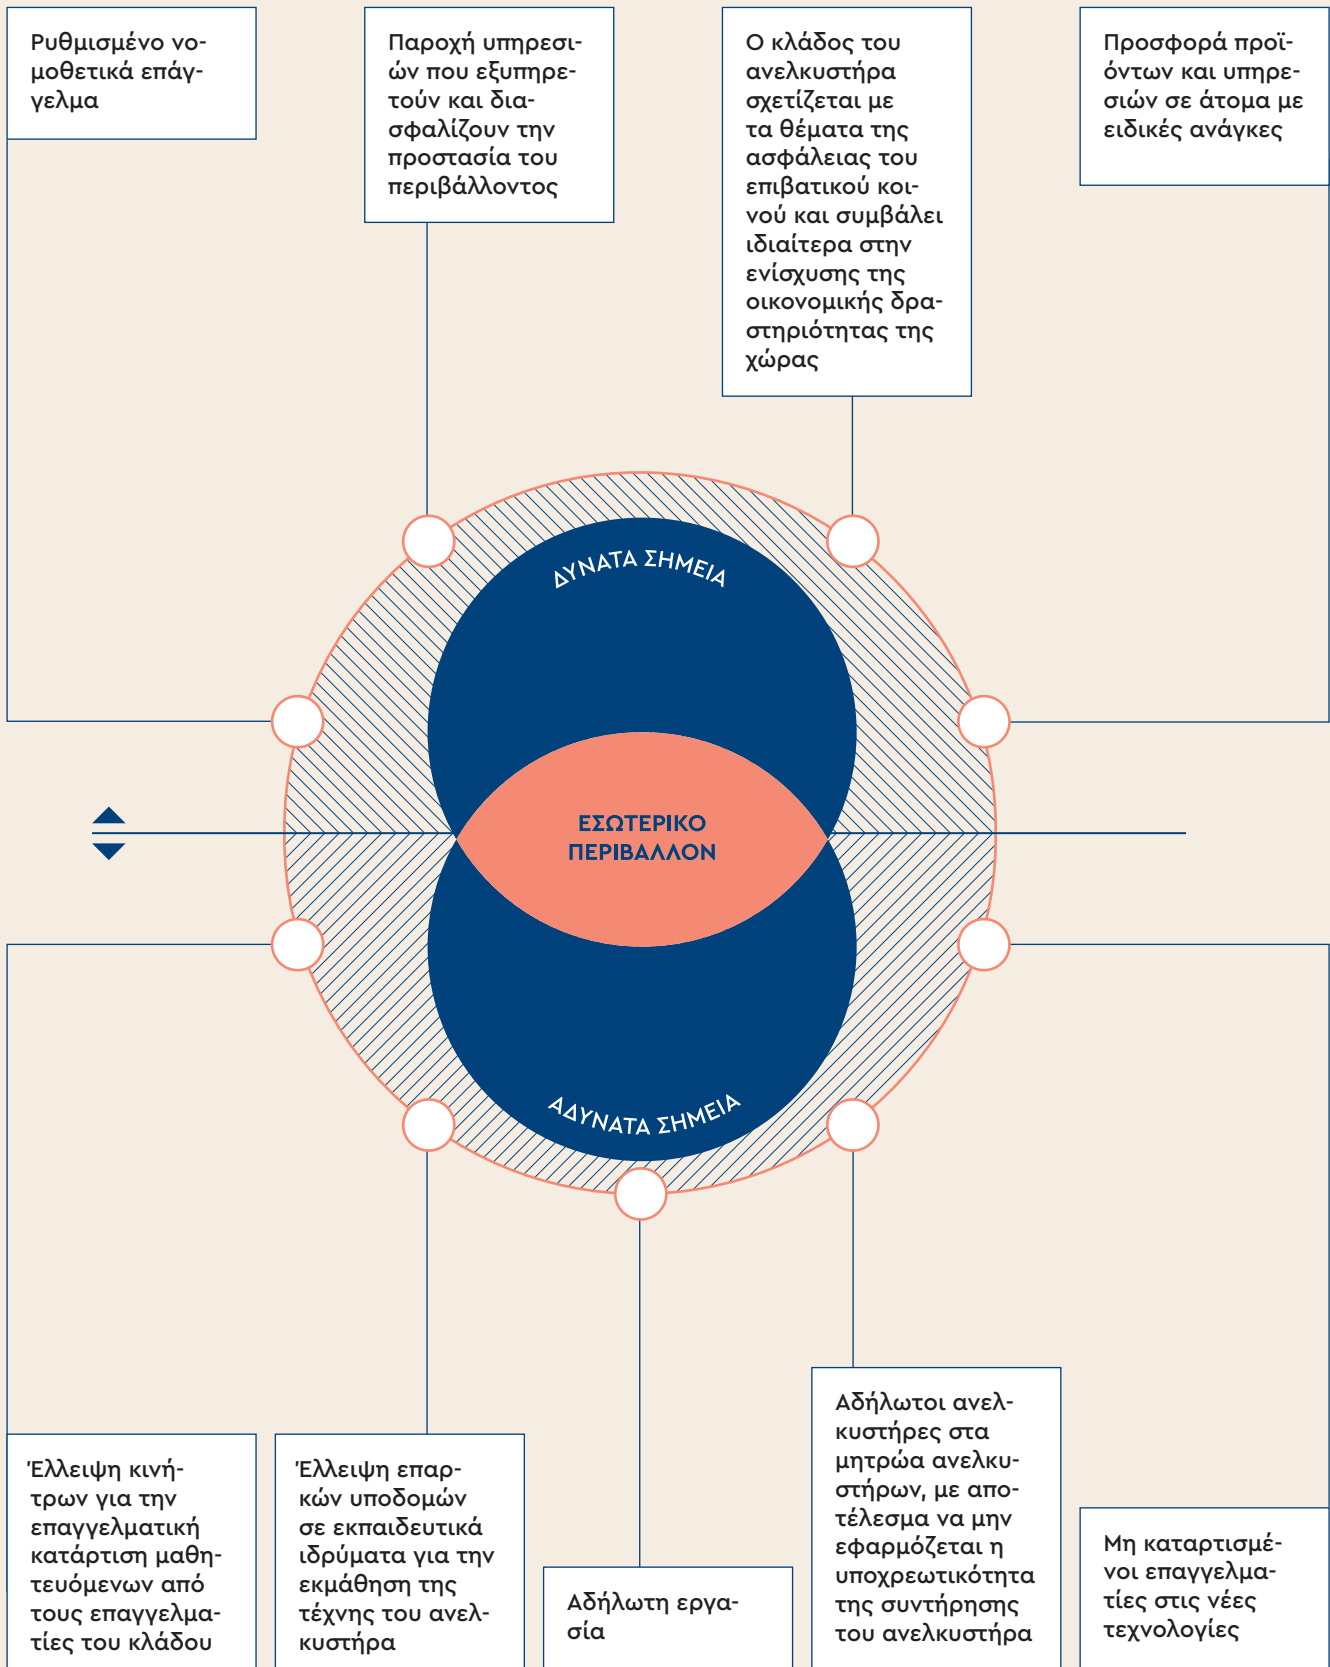 Ρυθμισμένο νο-
μοθετικά επάγ-
γελμα
Παροχή υπηρεσι-
ών που εξυπηρε-
τούν και δια-
σφαλίζουν την
προστασία του
περιβάλλοντος
Ο κλάδος του
ανελκυστήρα
σχετίζεται με
τα θέματα της
ασφάλειας του
επιβατικού κοι-
νού και συμβάλει
ιδιαίτερα στην
ενίσχυσης της
οικονομικής δρα-
στηριότητας της
χώρας
Προσφορά προϊ-
όντων και υπηρε-
σιών σε άτομα με
ειδικές ανάγκες
ΔΥΝΑΤΑ ΣΗΜΕΙΑ
ΕΣΩΤΕΡΙΚΟ
ΠΕΡΙΒΑΛΛΟΝ
ΑΔΥΝΑΤΑ ΣΗΜΕΙΑ
Έλλειψη κινή-
τρων για την
επαγγελματική
κατάρτιση μαθη-
τευόμενων από
τους επαγγελμα-
τίες του κλάδου
Έλλειψη επαρ-
κών υποδομών
σε εκπαιδευτικά
ιδρύματα για την
εκμάθηση της
τέχνης του ανελ-
κυστήρα
Αδήλωτη εργα-
σία
Αδήλωτοι ανελ-
κυστήρες στα
μητρώα ανελκυ-
στήρων, με απο-
τέλεσμα να μην
εφαρμόζεται η
υποχρεωτικότητα
της συντήρησης
του ανελκυστήρα
Μη καταρτισμέ-
νοι επαγγελμα-
τίες στις νέες
τεχνολογίες